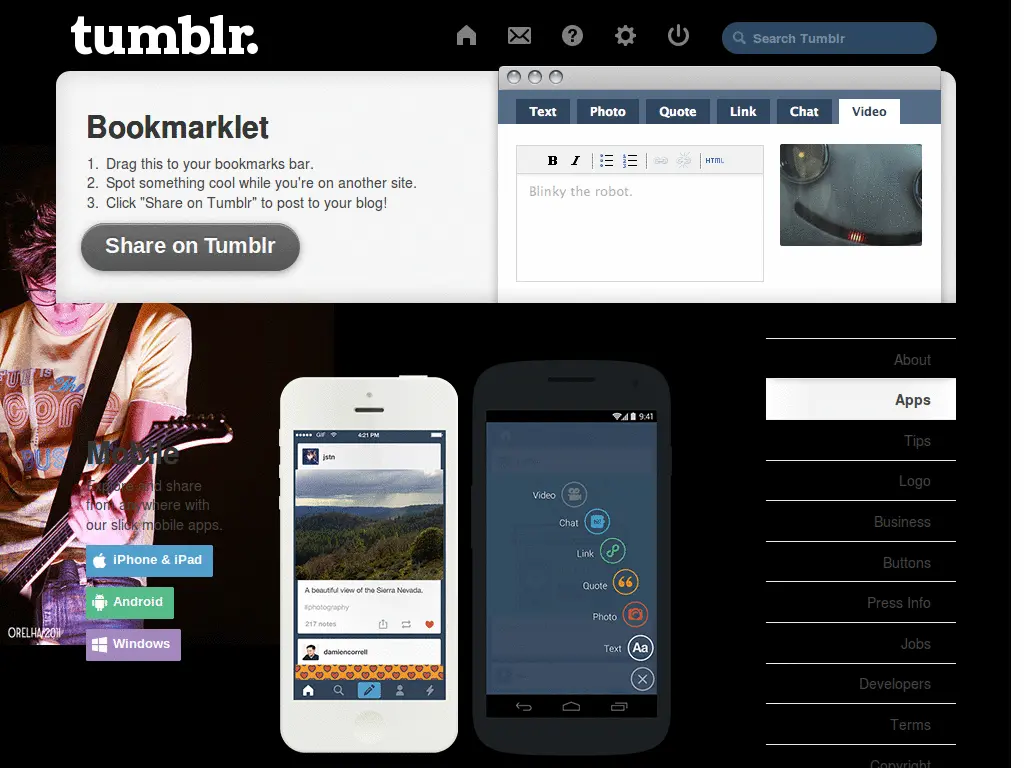 tumblr.
Search Tumblr
Bookmarklet
1. Drag this to your bookmarks bar.
2. Spot something cool while you're on another site.
3. Click "Share on Tumblr" to post to your blog!
Share on Tumblr
Text Photo Quote Link Chat Video
B I HTML
Blinky the robot.
About
Apps
Tips
Logo
Business
Buttons
Press Info
Jobs
Developers
Terms
Copyright
Mobile
Explore and share
from anywhere with
our slick mobile apps.
iPhone & iPad
Android
Windows
ORELHA/2011
GIF 4:21 PM
jstn
A beautiful view of the Sierra Nevada.
#photography
217 notes
damiencorrell
9:41
Video
Chat
Link
Quote
Photo
Text Aa